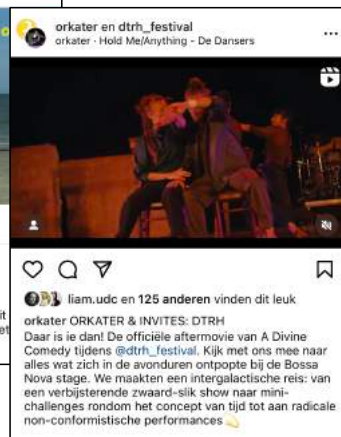 orkater en dtrh_festival
orkater · Hold Me/Anything - De Dansers
liam.udc en 125 anderen vinden dit leuk
orkater ORKATER & INVITES: DTRH
Daar is ie dan! De officiële aftermovie van A Divine
Comedy tijdens @dtrh_festival. Kijk met ons mee naar
alles wat zich in de avonduren ontpopte bij de Bossa
Nova stage. We maakten een intergalactische reis: van
een verbijsterende zwaard-slik show naar mini-
challenges rondom het concept van tijd tot aan radicale
non-conformistische performances